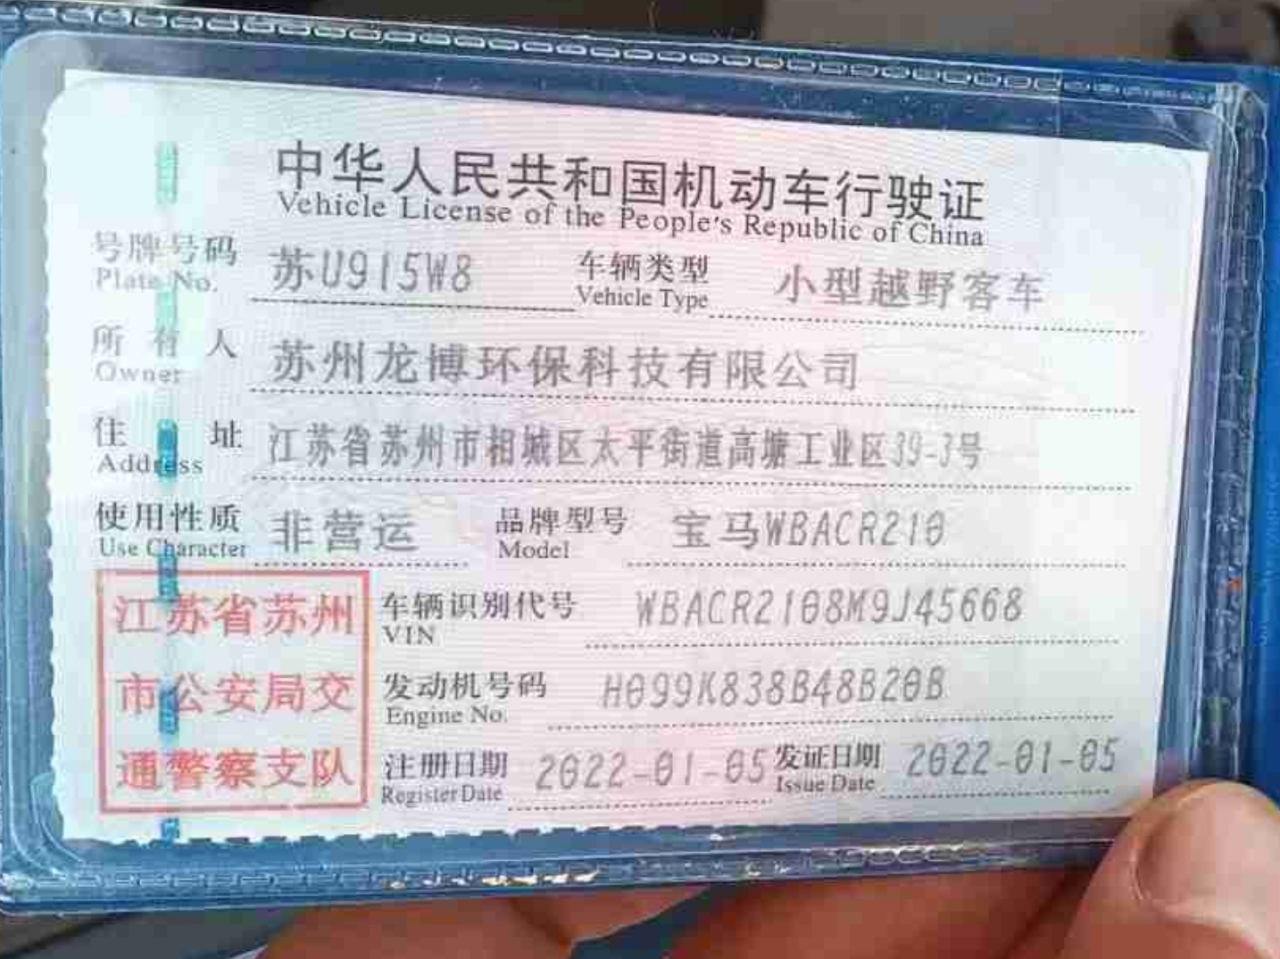 中华人民共和国机动车行驶证
Vehicle License of the People's Republic of China
号牌号码 苏U915W8 车辆类型 小型越野客车
Plate No. Vehicle Type
所有人 苏州龙博环保科技有限公司
Owner
住址 江苏省苏州市相城区太平街道高塘工业区39-3号
Address
使用性质 非营运 品牌型号 宝马WBACR210
Use Character Model
江苏省苏州
市公安局交
通警察支队
车辆识别代号 WBACR2108M9J45668
VIN
发动机号码 H099K838B48B20B
Engine No.
注册日期 2022-01-05 发证日期 2022-01-05
Register Date Issue Date